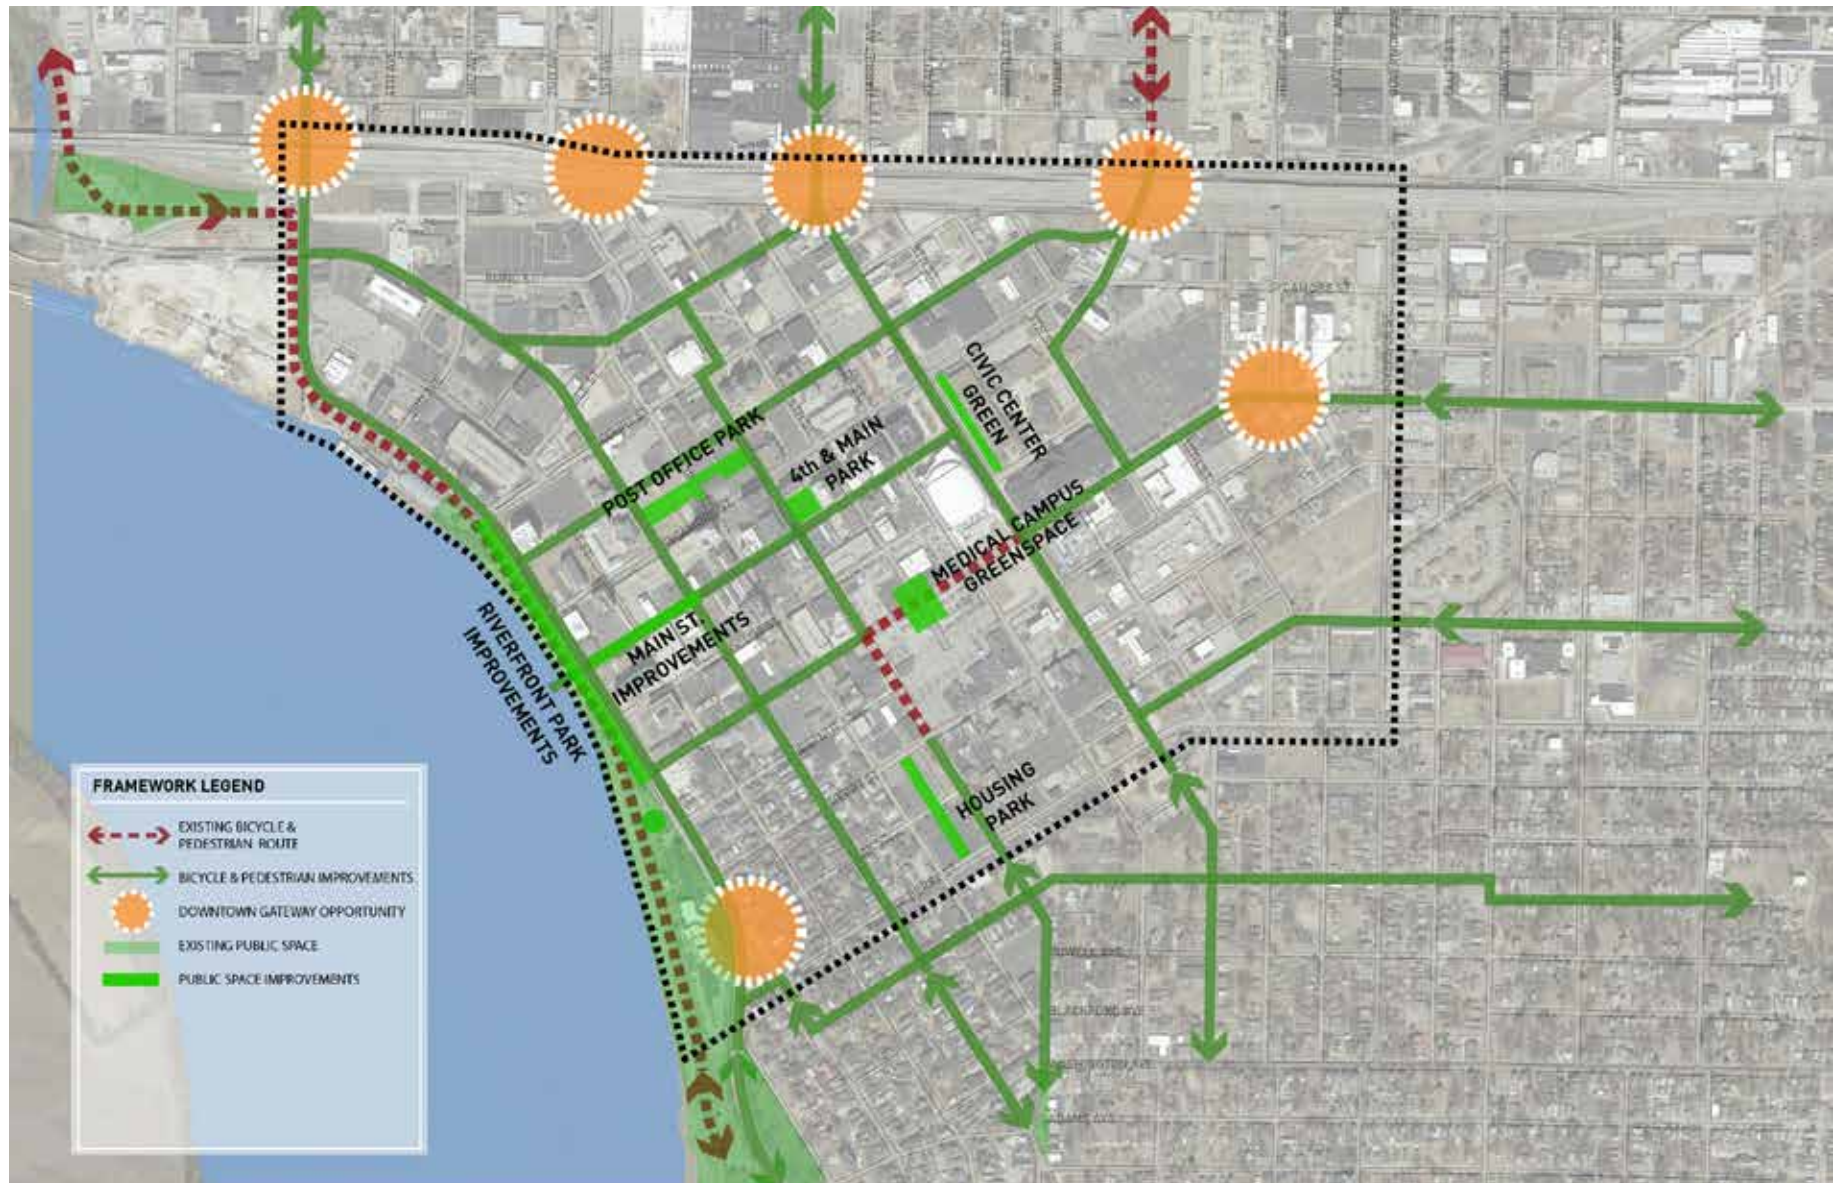 CIVIC CENTER
GREEN
POST OFFICE PARK
4th & MAIN
PARK
MEDICAL CAMPUS
GREENSPACE
MAIN ST.
IMPROVEMENTS
RIVERFRONT PARK
IMPROVEMENTS
HOUSING
PARK
FRAMEWORK LEGEND
EXISTING BICYCLE &
PEDESTRIAN ROUTE
BICYCLE & PEDESTRIAN IMPROVEMENTS
DOWNTOWN GATEWAY OPPORTUNITY
EXISTING PUBLIC SPACE
PUBLIC SPACE IMPROVEMENTS